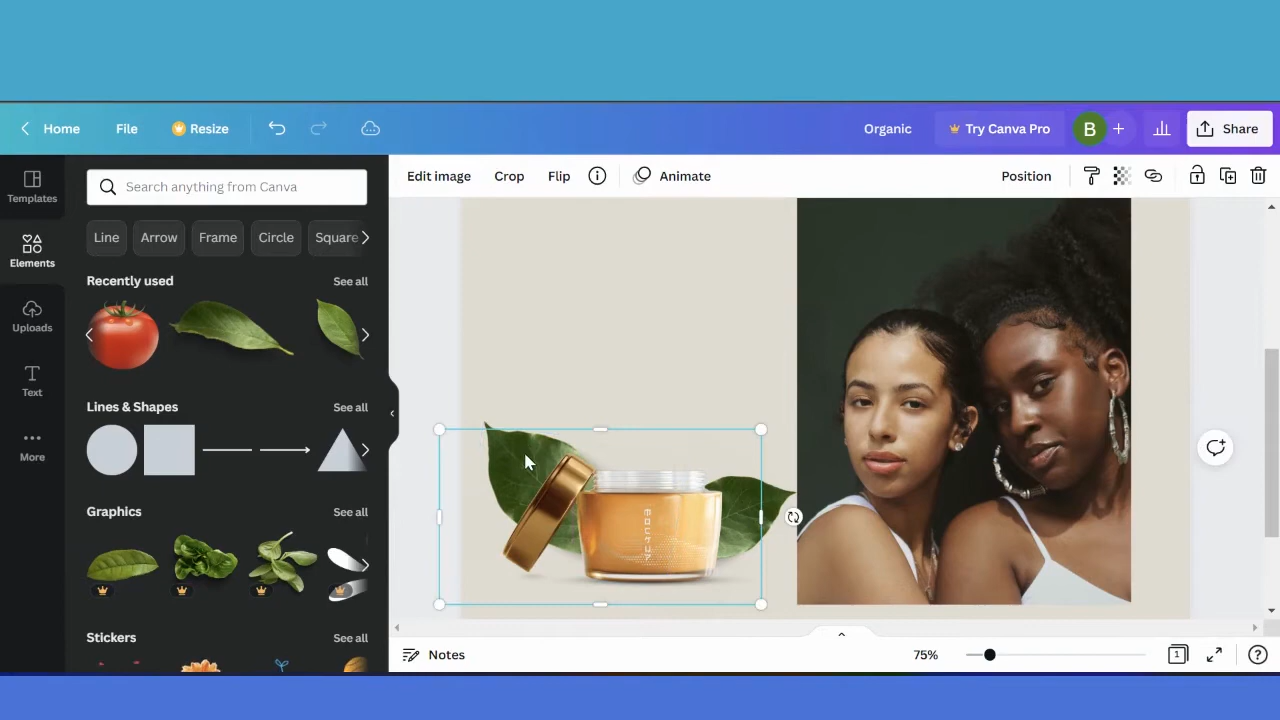 Home File Resize Organic Try Canva Pro B Share
Templates
Elements
Uploads
Text
More
Search anything from Canva
Line Arrow Frame Circle Square
Recently used See all
Lines & Shapes See all
Graphics See all
Stickers See all
Edit image Crop Flip Animate Position
Notes 75% 1